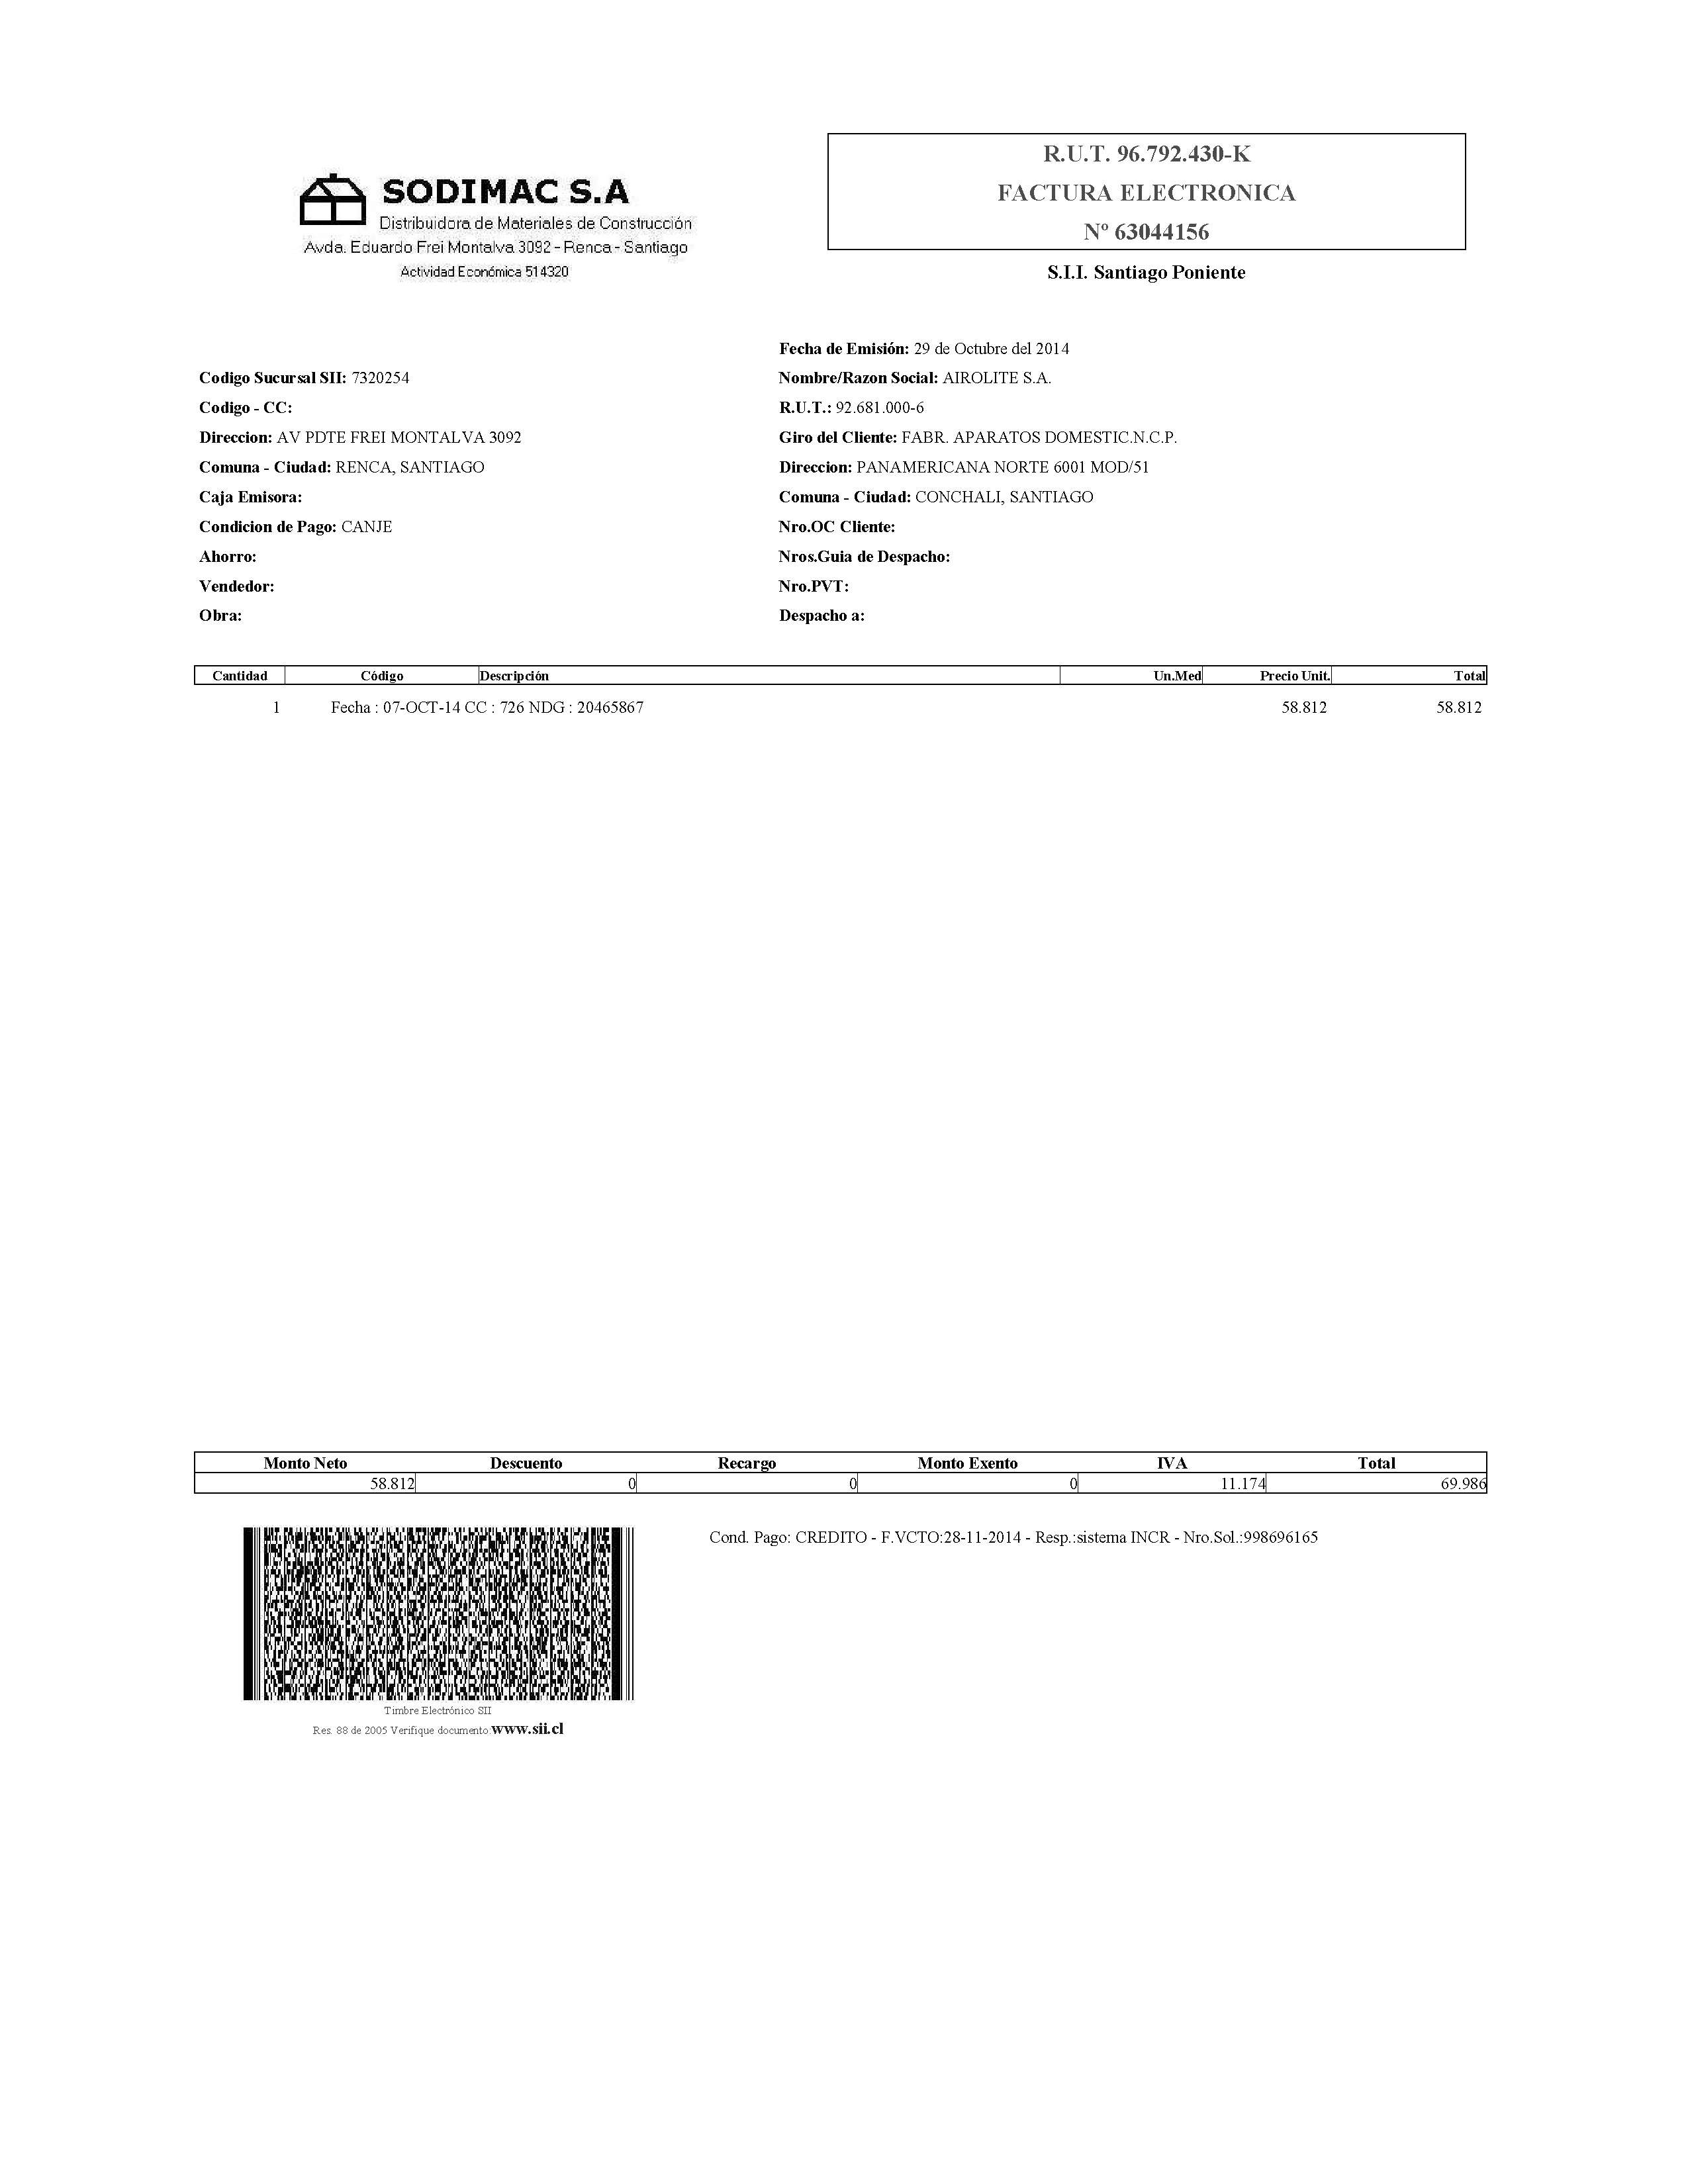 SODIMAC S.A
Distribuidora de Materiales de Construcción
Avda. Eduardo Frei Montalva 3092 - Renca - Santiago
Actividad Económica 514320
R.U.T. 96.792.430-K
FACTURA ELECTRONICA
Nº 63044156
S.I.I. Santiago Poniente
Codigo Sucursal SII: 7320254
Codigo - CC:
Direccion: AV PDTE FREI MONTALVA 3092
Comuna - Ciudad: RENCA, SANTIAGO
Caja Emisora:
Condicion de Pago: CANJE
Ahorro:
Vendedor:
Obra:
Fecha de Emisión: 29 de Octubre del 2014
Nombre/Razon Social: AIROLITE S.A.
R.U.T.: 92.681.000-6
Giro del Cliente: FABR. APARATOS DOMESTIC.N.C.P.
Direccion: PANAMERICANA NORTE 6001 MOD/51
Comuna - Ciudad: CONCHALI, SANTIAGO
Nro.OC Cliente:
Nros.Guia de Despacho:
Nro.PVT:
Despacho a:
Cantidad Código Descripción Un.Med Precio Unit. Total
1 Fecha : 07-OCT-14 CC : 726 NDG : 20465867 58.812 58.812
Monto Neto Descuento Recargo Monto Exento IVA Total
58.812 0 0 0 11.174 69.986
Cond. Pago: CREDITO - F.VCTO:28-11-2014 - Resp.:sistema INCR - Nro.Sol.:998696165
Timbre Electrónico SII
Res. 88 de 2005 Verifique documento:www.sii.cl